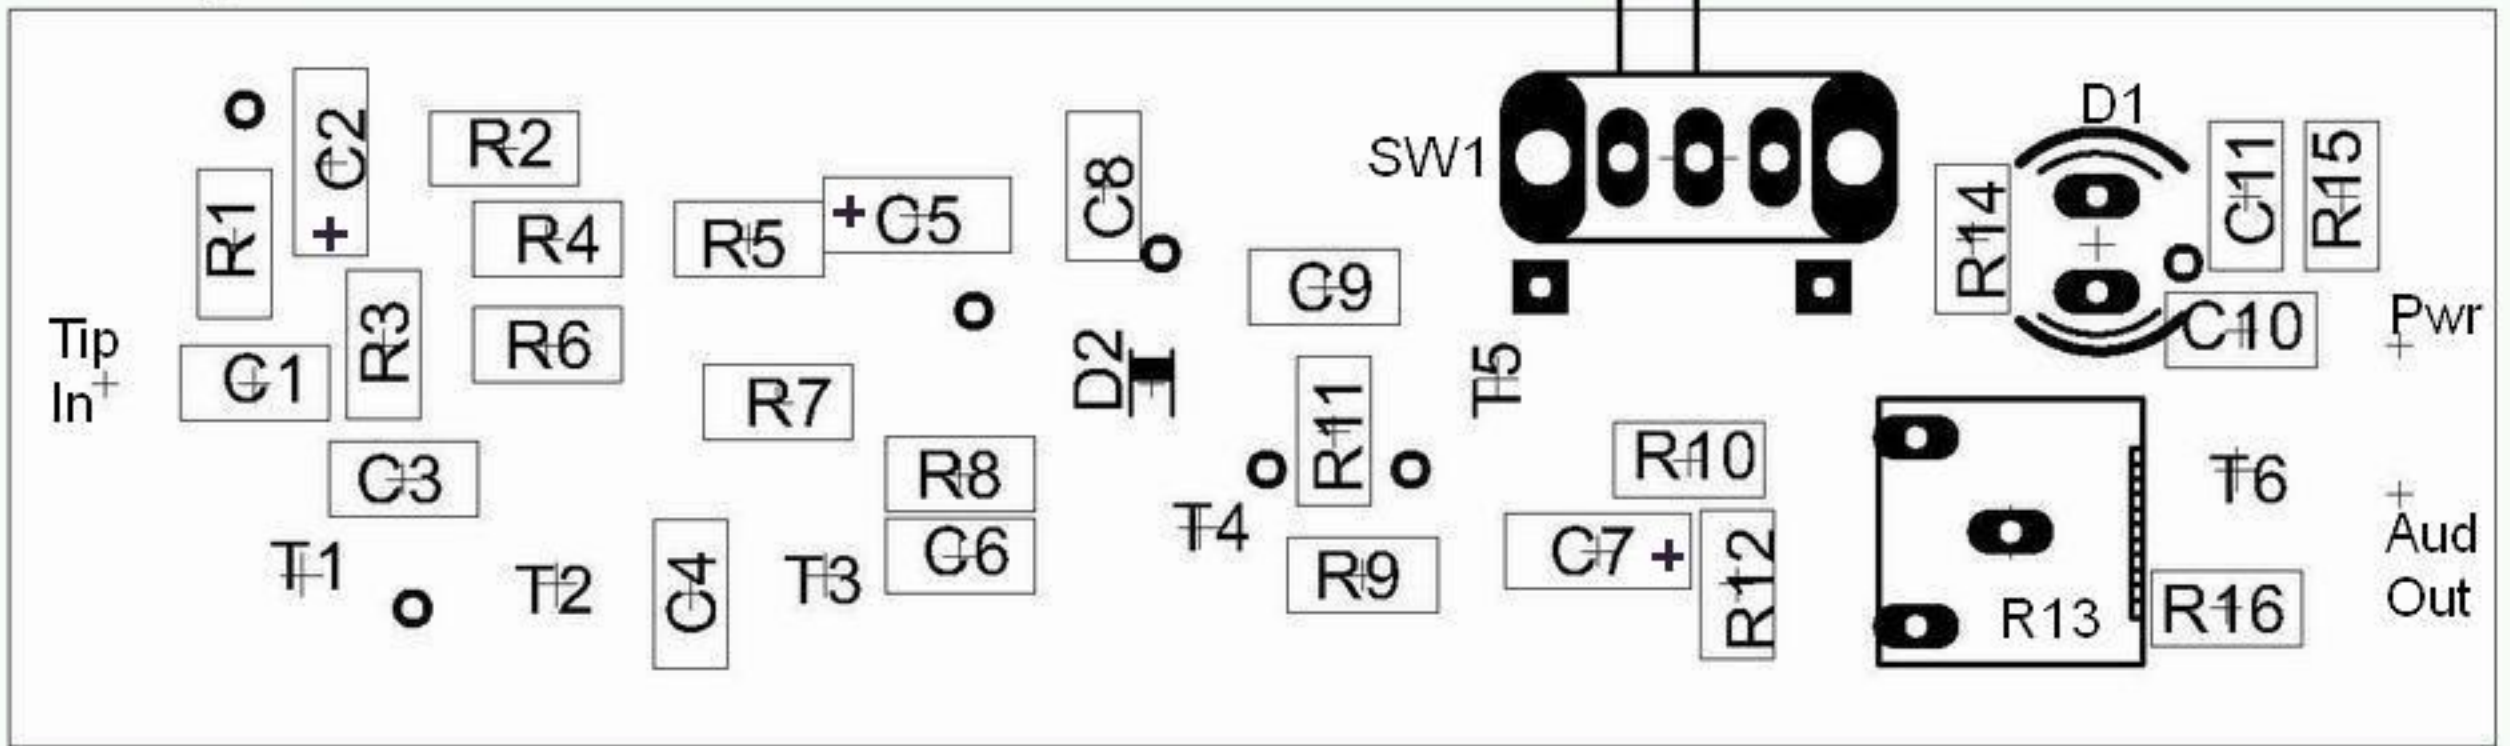 D1
C2
R2
C8
SW1
C11
R15
R1
R4
R5
+ C5
R14
+
C9
Tip
In
R3
R6
D2
T5
C10
Pwr
C1
R7
R11
C3
R8
R10
T6
T4
Aud
Out
T1
T2
C4
T3
C6
R9
C7 +
R12
R13
R16